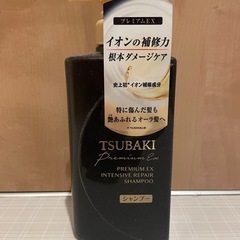 プレミアムEX
イオンの補修力
根本ダメージケア
史上初*イオン補修成分
特に傷んだ髪も
艶あふれるオーラ髪へ
TSUBAKI
Premium Ex
PREMIUM EX
INTENSIVE REPAIR
SHAMPOO
シャンプー